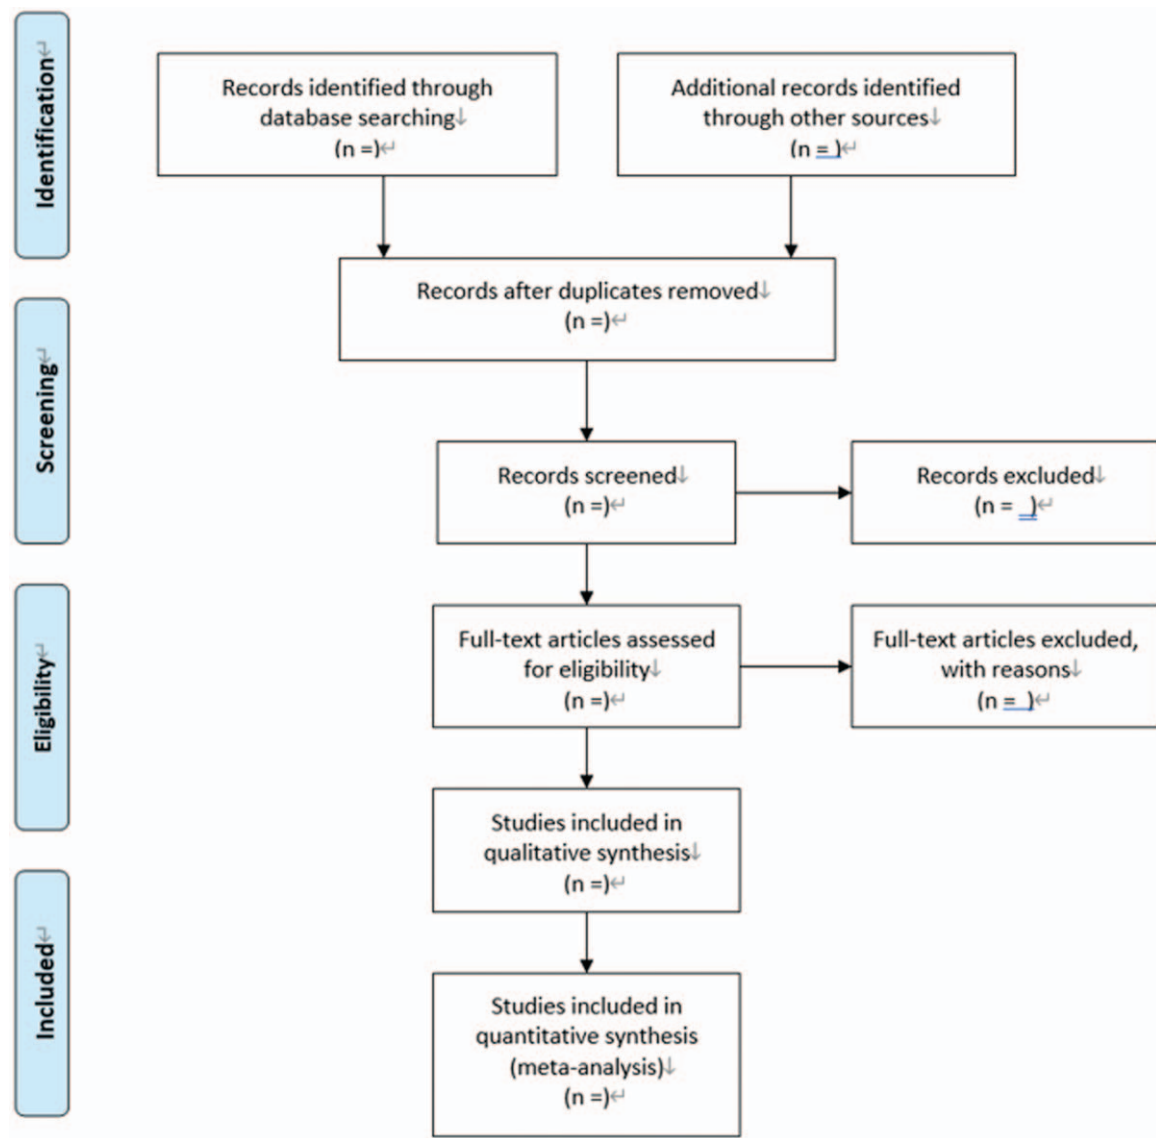 Identification↵
Records identified through
database searching↓
(n =)↵
Additional records identified
through other sources↓
(n = )↵
Records after duplicates removed↓
(n =)↵
Screening↵
Records screened↓
(n =)↵
Records excluded↓
(n =  )↵
Eligibility↵
Full-text articles assessed
for eligibility↓
(n =)↵
Full-text articles excluded,
with reasons↓
(n =  )↵
Studies included in
qualitative synthesis↓
(n =)↵
Included↵
Studies included in
quantitative synthesis
(meta-analysis)↓
(n =)↵